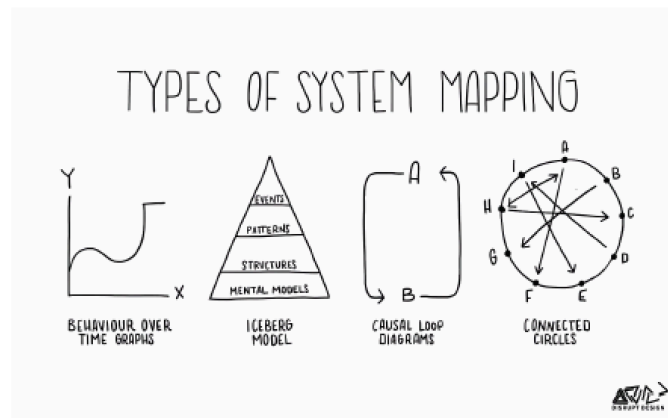 TYPES OF SYSTEM MAPPING
Y
X
BEHAVIOUR OVER
TIME GRAPHS
EVENTS
PATTERNS
STRUCTURES
MENTAL MODELS
ICEBERG
MODEL
A
B
CAUSAL LOOP
DIAGRAMS
A
B
C
D
E
F
G
H
I
CONNECTED
CIRCLES
DISRUPT DESIGN